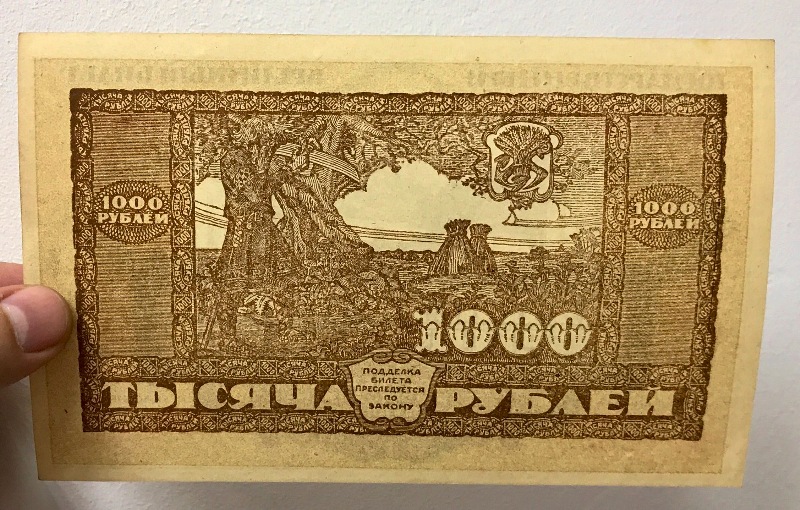 1000
РУБЛЕЙ
1000
РУБЛЕЙ
1000
ТЫСЯЧА РУБЛЕЙ
ПОДДЕЛКА
БИЛЕТА
ПРЕСЛЕДУЕТСЯ
ПО
ЗАКОНУ